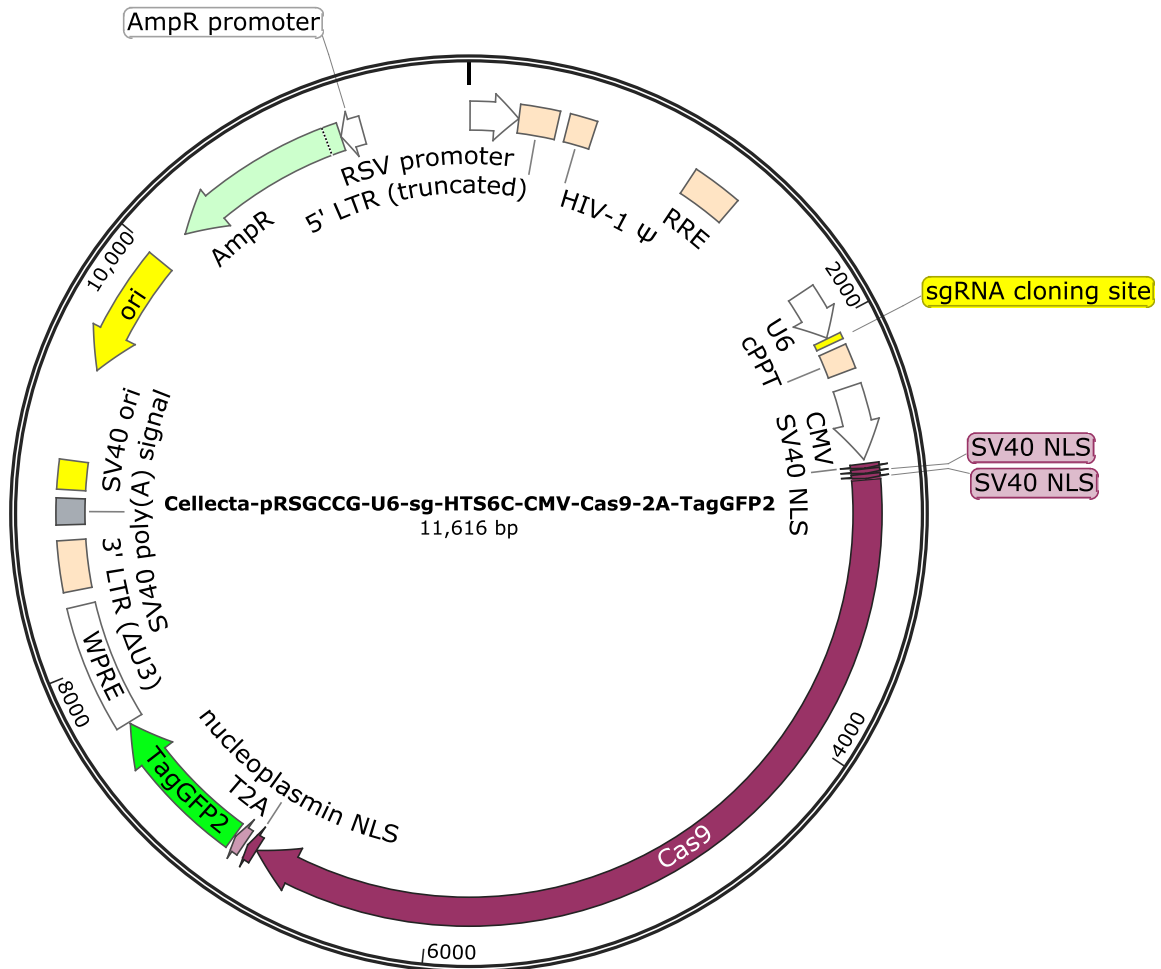 AmpR promoter
RSV promoter
5' LTR (truncated)
HIV-1 ψ
RRE
2000
sgRNA cloning site
U6
cPPT
CMV
SV40 NLS
SV40 NLS
SV40 NLS
4000
Cas9
6000
nucleoplasmin NLS
T2A
TagGFP2
8000
WPRE
3' LTR (ΔU3)
SV40 poly(A) signal
SV40 ori
ori
10,000
AmpR
Cellecta-pRSGCCG-U6-sg-HTS6C-CMV-Cas9-2A-TagGFP2
11,616 bp